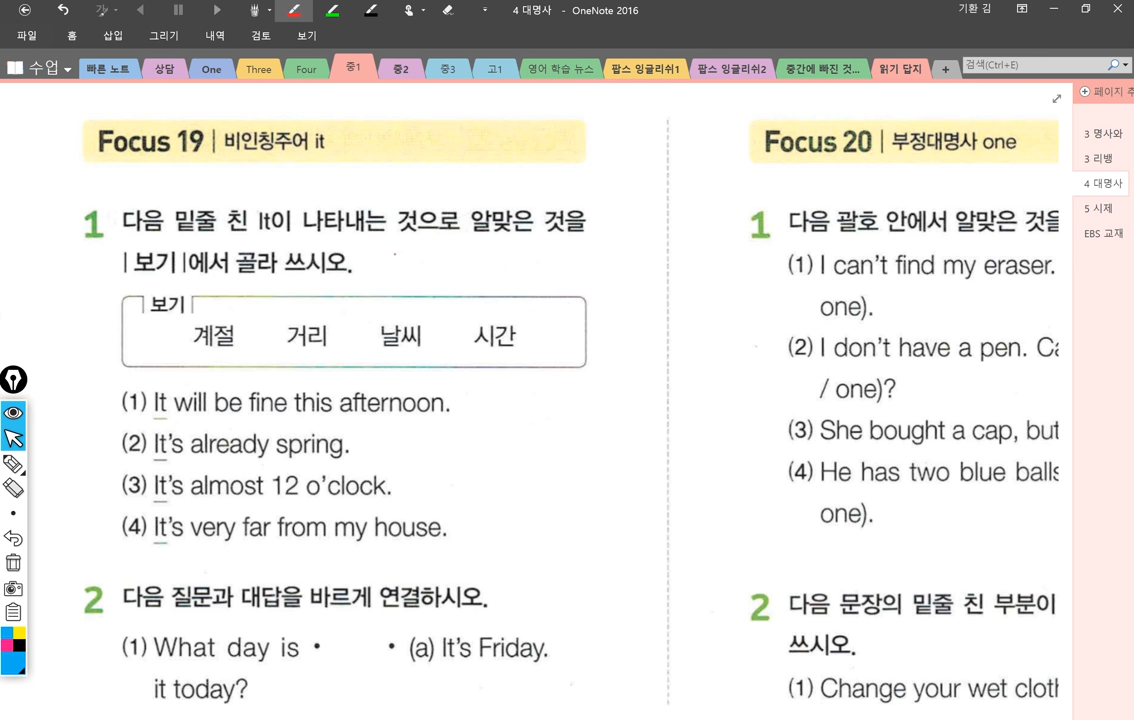 4 대명사 - OneNote 2016
기환 김
파일 홈 삽입 그리기 내역 검토 보기
수업 빠른 노트 상담 One Three Four 중1 중2 중3 고1 영어 학습 뉴스 팝스 잉글리쉬1 팝스 잉글리쉬2 중간에 빠진 것... 읽기 답지 + 검색(Ctrl+E)
페이지 추
3 명사와
3 리뱅
4 대명사
5 시제
EBS 교재
Focus 19 | 비인칭주어 it
1 다음 밑줄 친 It이 나타내는 것으로 알맞은 것을
|보기|에서 골라 쓰시오.
보기
계절 거리 날씨 시간
(1) It will be fine this afternoon.
(2) It's already spring.
(3) It's almost 12 o'clock.
(4) It's very far from my house.
2 다음 질문과 대답을 바르게 연결하시오.
(1) What day is • • (a) It's Friday.
it today?
Focus 20 | 부정대명사 one
1 다음 괄호 안에서 알맞은 것을
(1) I can't find my eraser.
one).
(2) I don't have a pen. Ca
/ one)?
(3) She bought a cap, but
(4) He has two blue balls
one).
2 다음 문장의 밑줄 친 부분이
쓰시오.
(1) Change your wet cloth